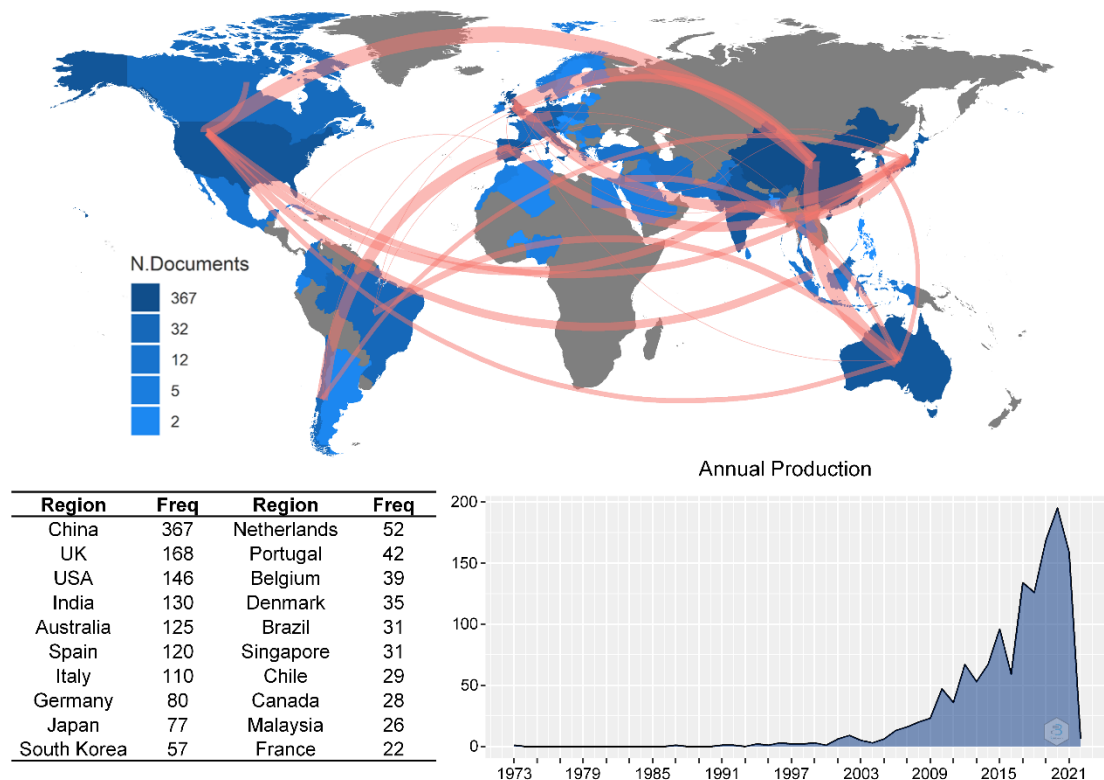 N.Documents
367
32
12
5
2
Region Freq Region Freq
China 367 Netherlands 52
UK 168 Portugal 42
USA 146 Belgium 39
India 130 Denmark 35
Australia 125 Brazil 31
Spain 120 Singapore 31
Italy 110 Chile 29
Germany 80 Canada 28
Japan 77 Malaysia 26
South Korea 57 France 22
Annual Production
200
150
100
50
0
1973 1979 1985 1991 1997 2003 2009 2015 2021